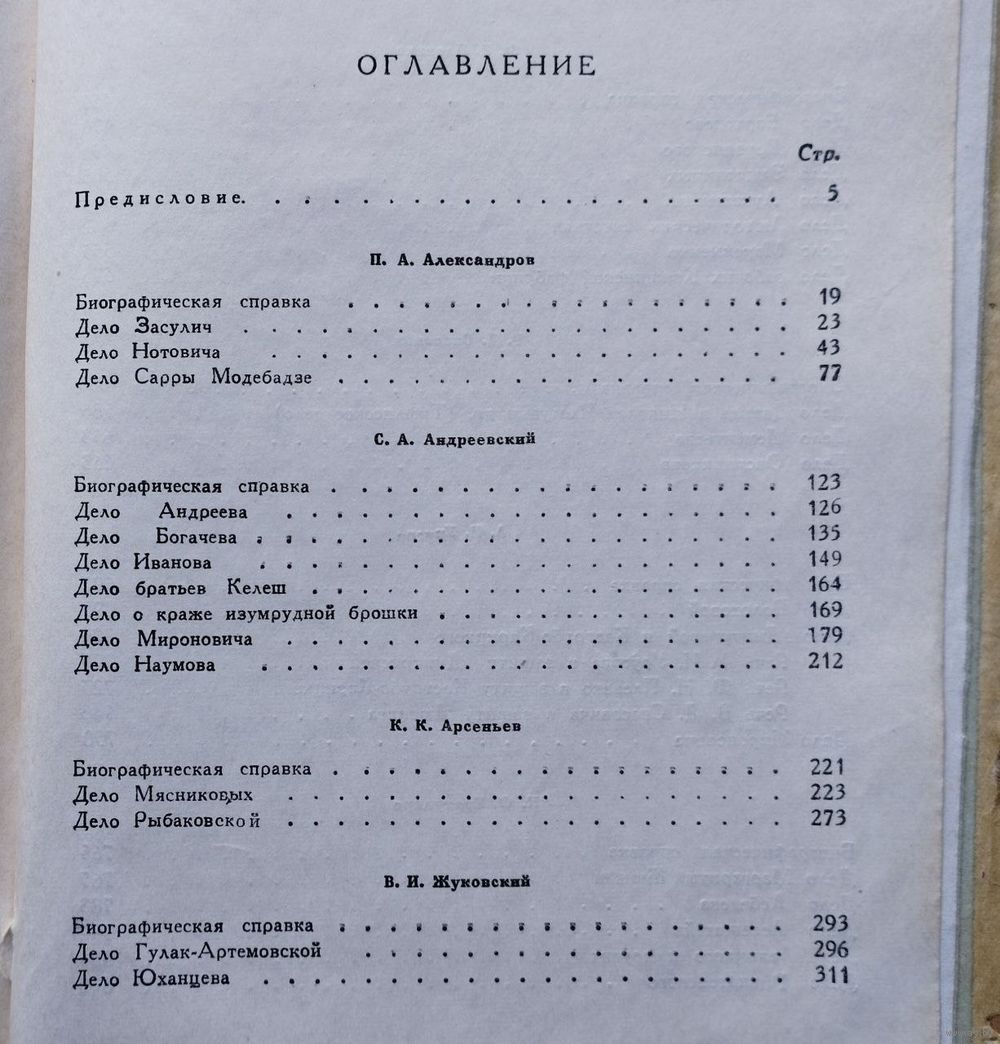 ОГЛАВЛЕНИЕ
Стр.
Предисловие. . . . . . . . . . . . . . . . . . . . . 5
П. А. Александров
Биографическая справка . . . . . . . . . . . . . . . . . . 19
Дело Засулич . . . . . . . . . . . . . . . . . . . . . . 23
Дело Нотовича . . . . . . . . . . . . . . . . . . . . . 43
Дело Сарры Модебадзе . . . . . . . . . . . . . . . . . . 77
С. А. Андреевский
Биографическая справка . . . . . . . . . . . . . . . . . . 123
Дело Андреева . . . . . . . . . . . . . . . . . . . . 126
Дело Богачева . . . . . . . . . . . . . . . . . . . . . 135
Дело Иванова . . . . . . . . . . . . . . . . . . . . . 149
Дело братьев Келеш . . . . . . . . . . . . . . . . . . . 164
Дело о краже изумрудной брошки . . . . . . . . . . . . . . 169
Дело Мироновича . . . . . . . . . . . . . . . . . . . . 179
Дело Наумова . . . . . . . . . . . . . . . . . . . . . 212
К. К. Арсеньев
Биографическая справка . . . . . . . . . . . . . . . . . . 221
Дело Мясниковых . . . . . . . . . . . . . . . . . . . . 223
Дело Рыбаковской . . . . . . . . . . . . . . . . . . . . 273
В. И. Жуковский
Биографическая справка . . . . . . . . . . . . . . . . . . 293
Дело Гулак-Артемовской . . . . . . . . . . . . . . . . . 296
Дело Юханцева . . . . . . . . . . . . . . . . . . . . . 311